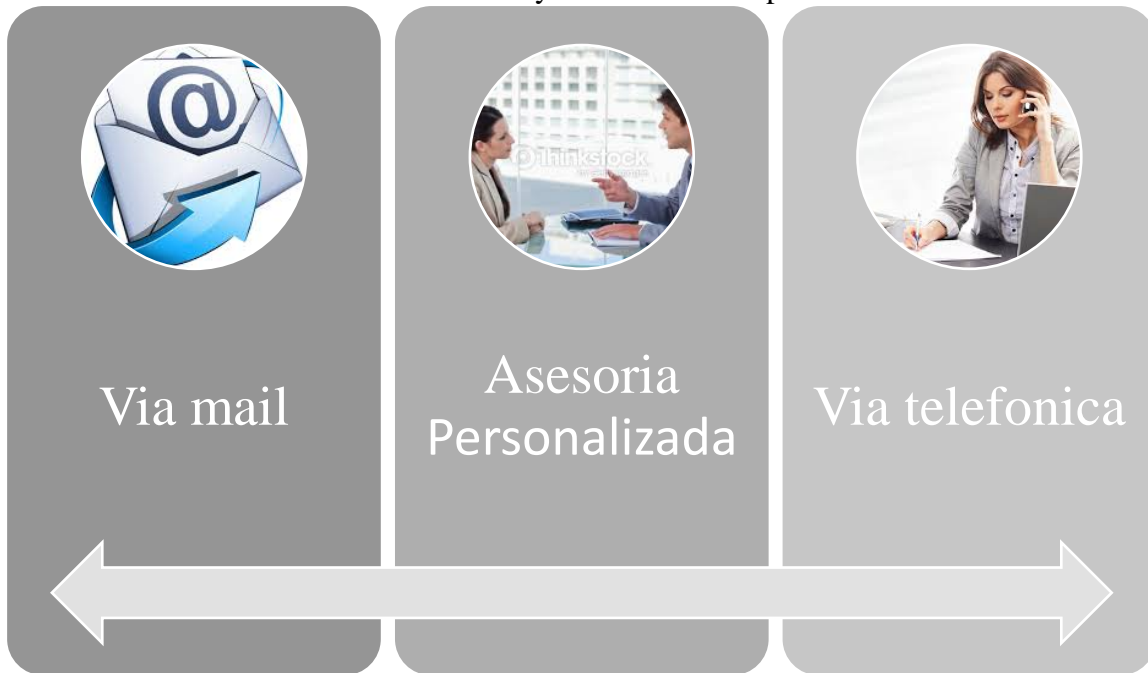 Via mail
Asesoria
Personalizada
Via telefonica
@
thinkstock